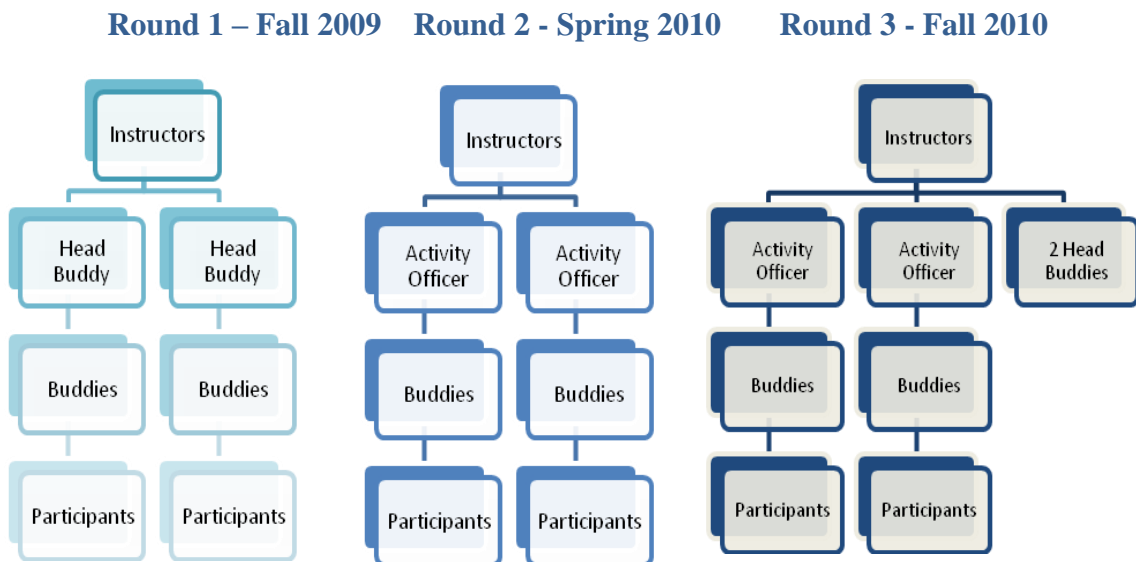 Round 1 – Fall 2009 Round 2 - Spring 2010 Round 3 - Fall 2010
Instructors
Head
Buddy
Head
Buddy
Buddies
Buddies
Participants
Participants
Instructors
Activity
Officer
Activity
Officer
Buddies
Buddies
Participants
Participants
Instructors
Activity
Officer
Activity
Officer
2 Head
Buddies
Buddies
Buddies
Participants
Participants